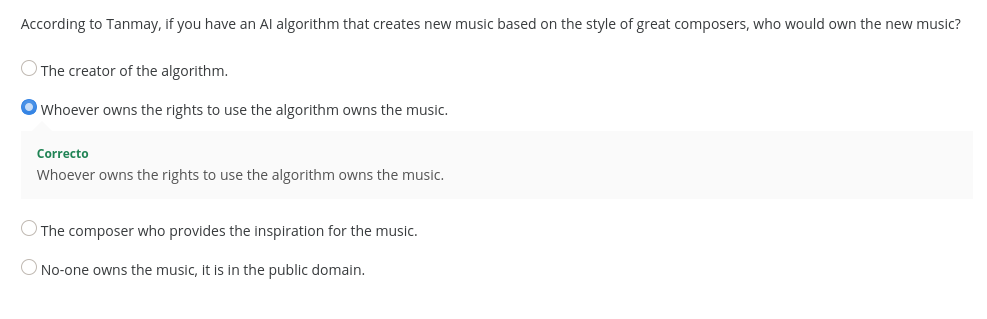 According to Tanmay, if you have an AI algorithm that creates new music based on the style of great composers, who would own the new music?
The creator of the algorithm.
Whoever owns the rights to use the algorithm owns the music.
Correcto
Whoever owns the rights to use the algorithm owns the music.
The composer who provides the inspiration for the music.
No-one owns the music, it is in the public domain.